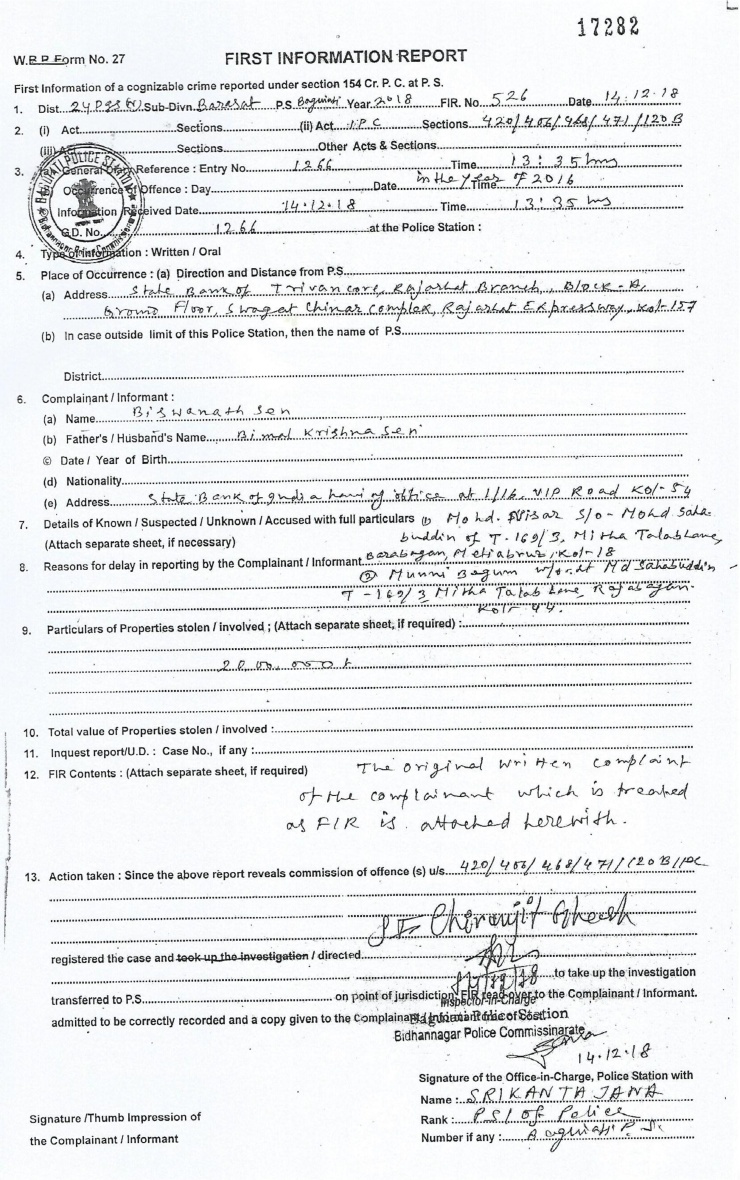 17282
W.B.P Form No. 27
FIRST INFORMATION REPORT
First Information of a cognizable crime reported under section 154 Cr. P. C. at P. S.
1. Dist. 24 Pgs (N) Sub-Divn. Barasat P.S. Baguiati Year 2018 FIR. No. 526 Date 14.12.18
2. (i) Act Sections (ii) Act I.P.C Sections 420/406/468/471/120B
(iii) Act Sections Other Acts & Sections
3. (a) General Diary Reference : Entry No. 1266 Time 13:35 hrs
Occurrence of Offence : Day Date in the year Time of 2016
Information Received Date 14.12.18 Time 13:35 hrs
G.D. No. 1266 at the Police Station :
4. Type of Information : Written / Oral
5. Place of Occurrence : (a) Direction and Distance from P.S.
(a) Address State Bank of Trivancore, Rajarhat Branch, Block-A,
Ground Floor, Swagat Chinar Complex, Rajarhat Expressway, Kol-157
(b) In case outside limit of this Police Station, then the name of P.S.
District
6. Complainant / Informant :
(a) Name Biswanath Sen
(b) Father's / Husband's Name Bimal Krishna Sen
© Date / Year of Birth
(d) Nationality
(e) Address State Bank of India having office at 1/16, VIP Road Kol-54
7. Details of Known / Suspected / Unknown / Accused with full particulars (1) Mohd. Nisar S/o- Mohd Saha-
(Attach separate sheet, if necessary) buddin of T-169/3, Mitha Talab Lane,
Barabagan, Metiabruz, Kol-18
8. Reasons for delay in reporting by the Complainant / Informant
(2) Munni Begum w/o Md Sahabuddin
T-169/3 Mitha Talab Lane, Rajabagan.
Kol- 44.
9. Particulars of Properties stolen / involved ; (Attach separate sheet, if required) :
10. Total value of Properties stolen / involved :
11. Inquest report/U.D. : Case No., if any :
12. FIR Contents : (Attach separate sheet, if required) The original written complaint
of the complainant which is treated
as FIR is attached herewith.
13. Action taken : Since the above report reveals commission of offence (s) u/s. 420/406/468/471/120B/IPC
SI Chiranjit Ghosh
registered the case and took up the investigation / directed
to take up the investigation
transferred to P.S. on point of jurisdiction, FIR read over to the Complainant / Informant.
Inspector-in-Charge
admitted to be correctly recorded and a copy given to the Complainant / Informant free of cost
Baguiati Police Station
Bidhannagar Police Commissinarate
14.12.18
Signature of the Office-in-Charge, Police Station with
Name : SRIKANTA JANA
Signature /Thumb Impression of
Rank : PSI of Police
the Complainant / Informant
Number if any : Baguiati P.S.